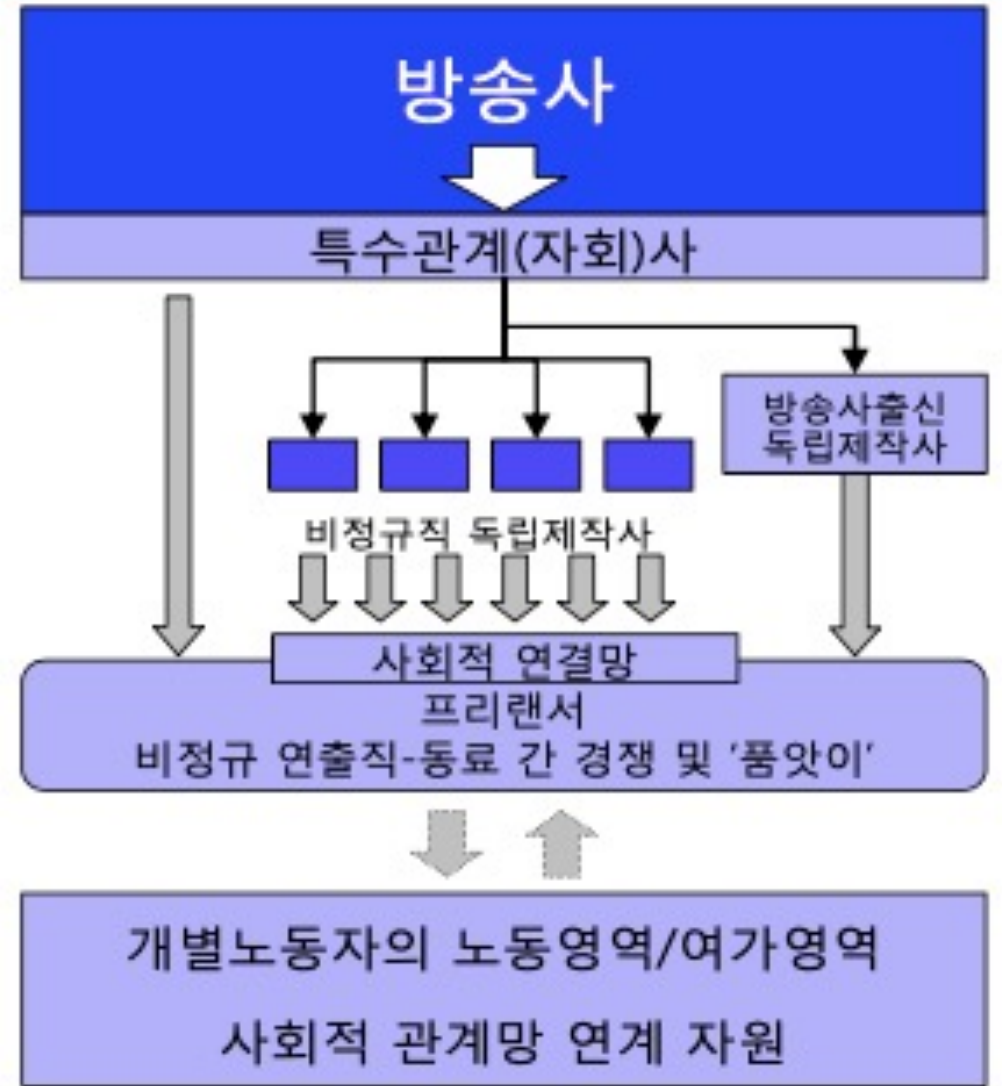 방송사
특수관계(자회)사
방송사출신
독립제작사
비정규직 독립제작사
사회적 연결망
프리랜서
비정규 연출직-동료 간 경쟁 및 '품앗이'
개별노동자의 노동영역/여가영역
사회적 관계망 연계 자원